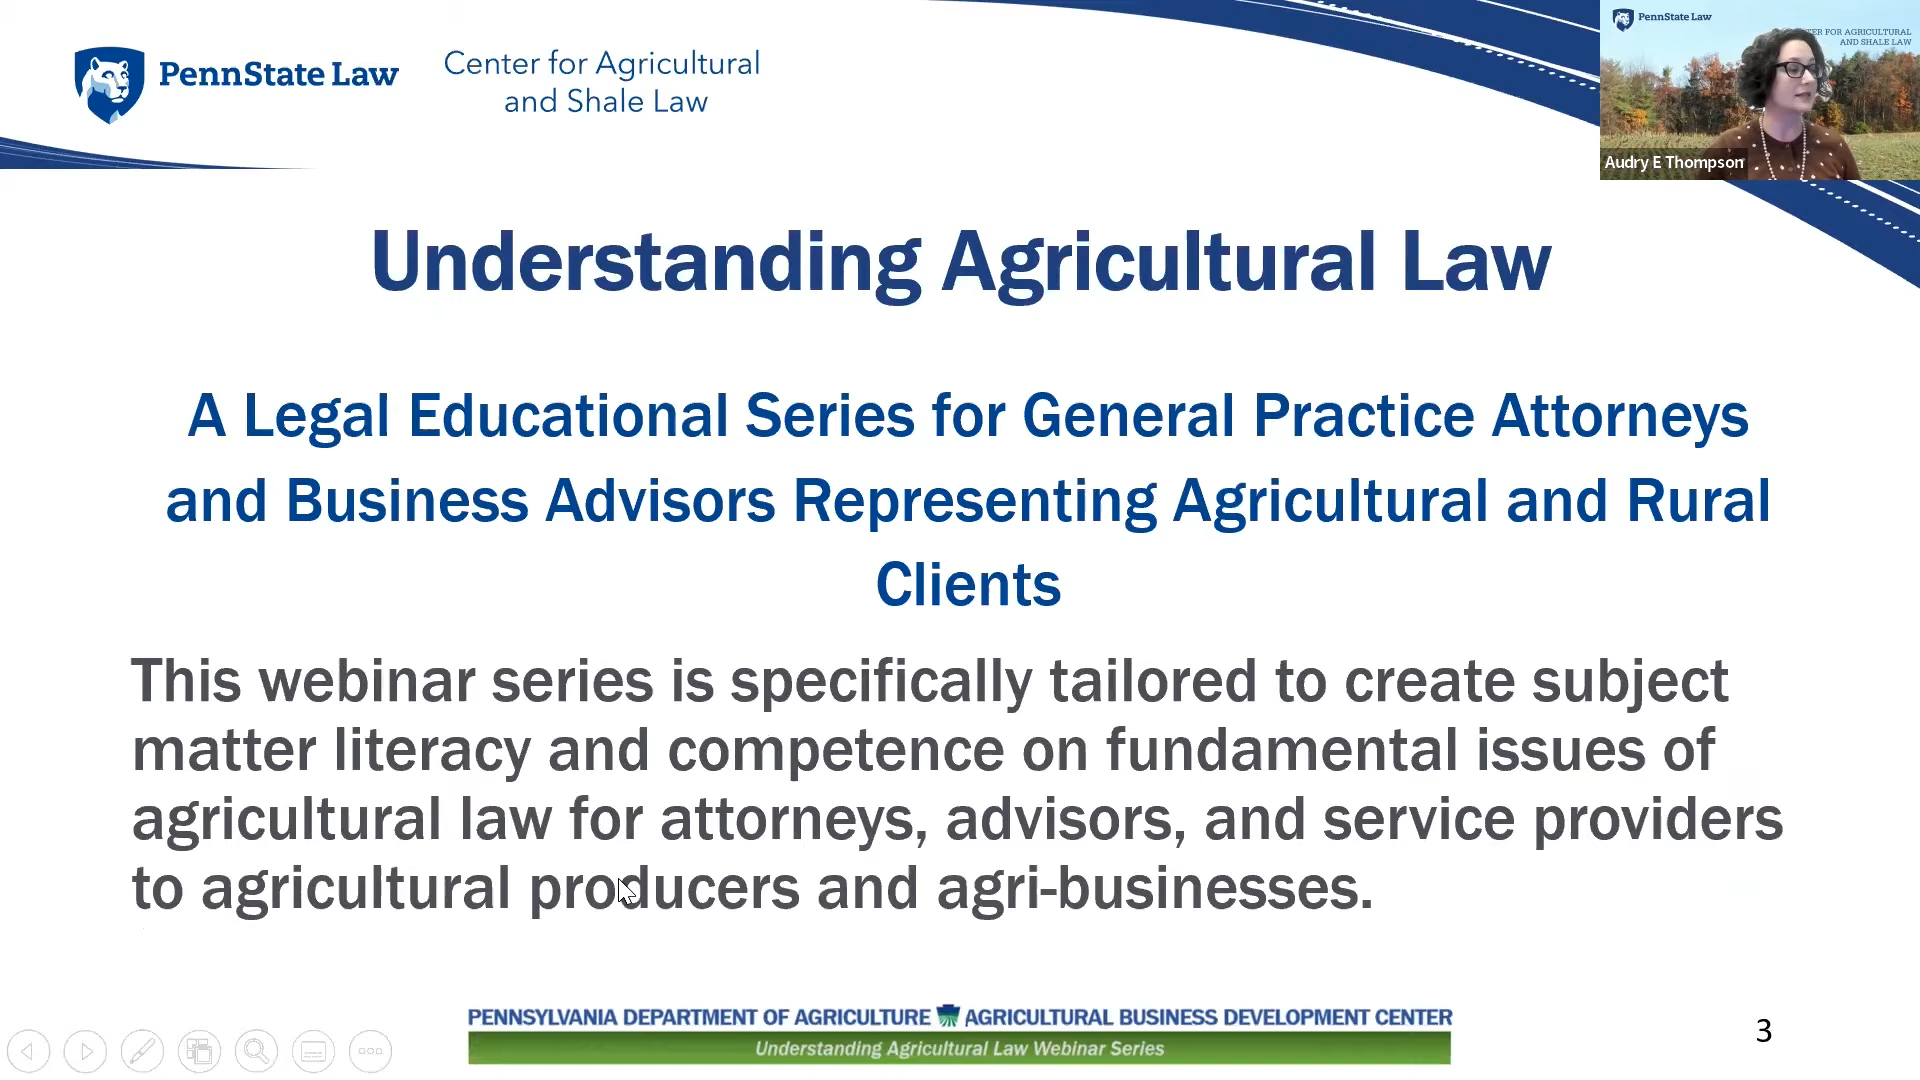 PennState Law
Center for Agricultural
and Shale Law
PennState Law
TER FOR AGRICULTURAL
AND SHALE LAW
Audry E Thompson
Understanding Agricultural Law
A Legal Educational Series for General Practice Attorneys
and Business Advisors Representing Agricultural and Rural
Clients
This webinar series is specifically tailored to create subject
matter literacy and competence on fundamental issues of
agricultural law for attorneys, advisors, and service providers
to agricultural producers and agri-businesses.
PENNSYLVANIA DEPARTMENT OF AGRICULTURE AGRICULTURAL BUSINESS DEVELOPMENT CENTER
Understanding Agricultural Law Webinar Series
3